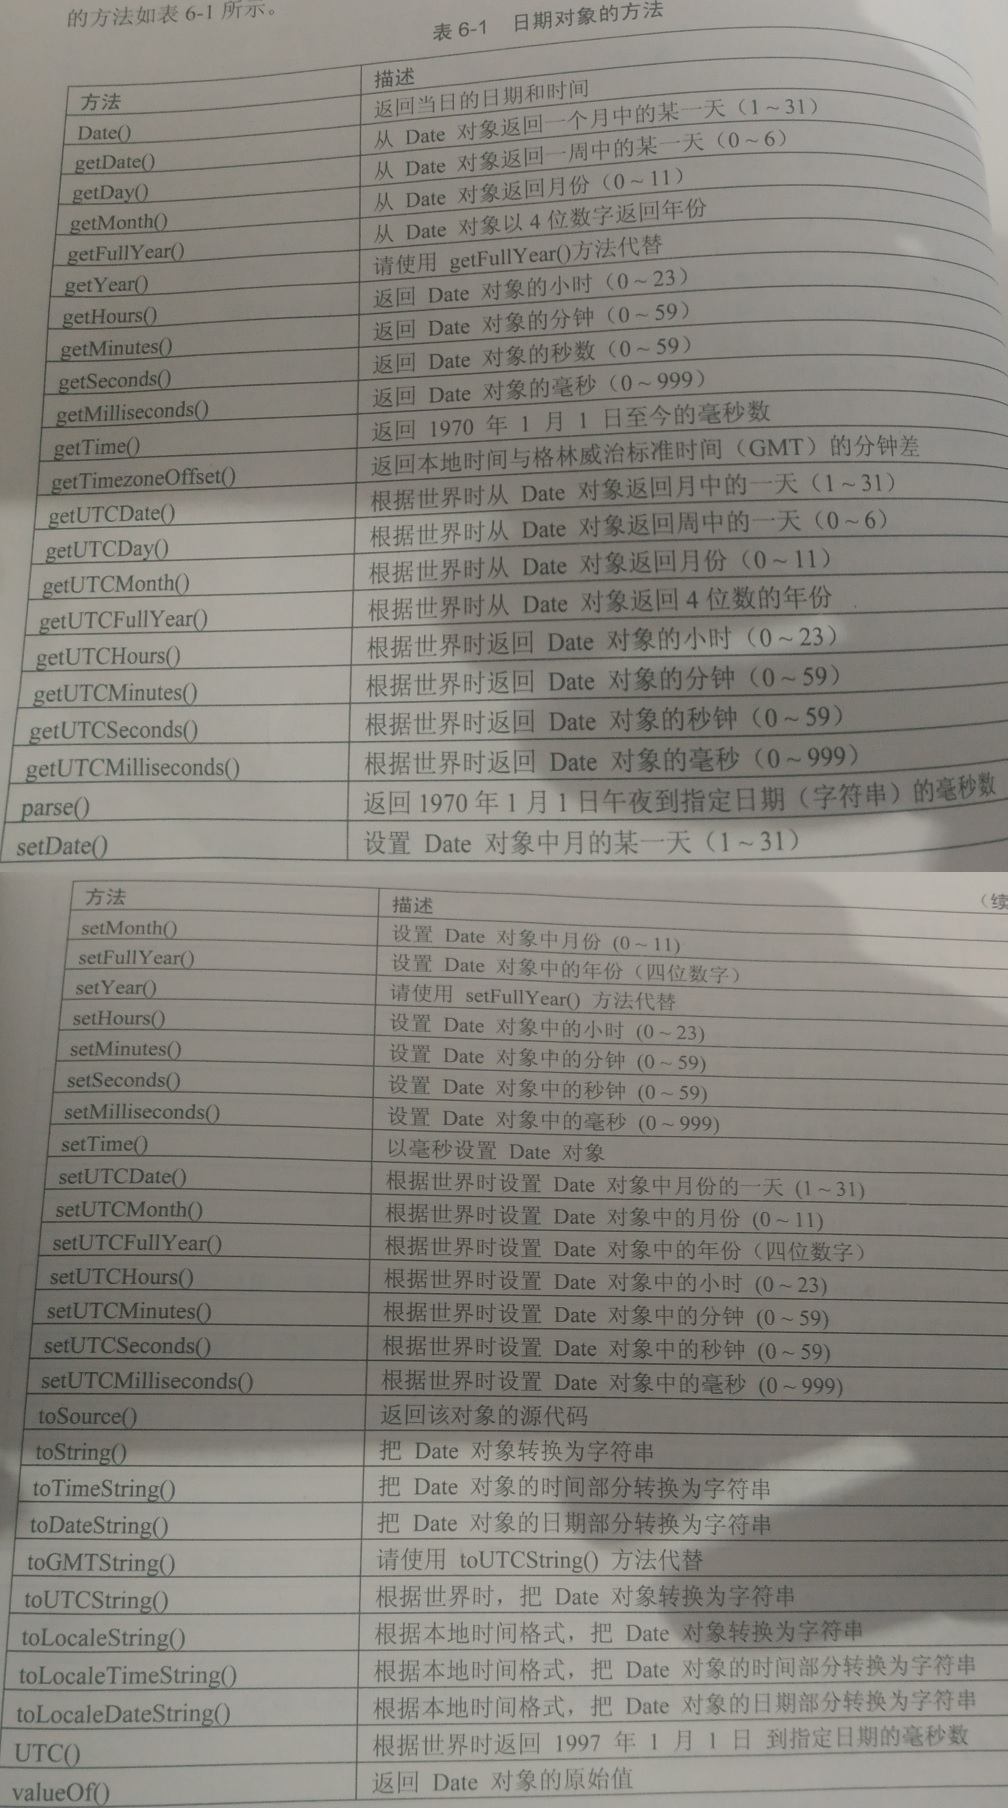 的方法如表 6-1 所示。
表 6-1 日期对象的方法
方法 描述
Date() 返回当日的日期和时间
getDate() 从 Date 对象返回一个月中的某一天（1～31）
getDay() 从 Date 对象返回一周中的某一天（0～6）
getMonth() 从 Date 对象返回月份（0～11）
getFullYear() 从 Date 对象以 4 位数字返回年份
getYear() 请使用 getFullYear()方法代替
getHours() 返回 Date 对象的小时（0～23）
getMinutes() 返回 Date 对象的分钟（0～59）
getSeconds() 返回 Date 对象的秒数（0～59）
getMilliseconds() 返回 Date 对象的毫秒（0～999）
getTime() 返回 1970 年 1 月 1 日至今的毫秒数
getTimezoneOffset() 返回本地时间与格林威治标准时间（GMT）的分钟差
getUTCDate() 根据世界时从 Date 对象返回月中的一天（1～31）
getUTCDay() 根据世界时从 Date 对象返回周中的一天（0～6）
getUTCMonth() 根据世界时从 Date 对象返回月份（0～11）
getUTCFullYear() 根据世界时从 Date 对象返回 4 位数的年份
getUTCHours() 根据世界时返回 Date 对象的小时（0～23）
getUTCMinutes() 根据世界时返回 Date 对象的分钟（0～59）
getUTCSeconds() 根据世界时返回 Date 对象的秒钟（0～59）
getUTCMilliseconds() 根据世界时返回 Date 对象的毫秒（0～999）
parse() 返回 1970 年 1 月 1 日午夜到指定日期（字符串）的毫秒数
setDate() 设置 Date 对象中月的某一天（1～31）
（续
方法 描述
setMonth() 设置 Date 对象中月份 (0～11)
setFullYear() 设置 Date 对象中的年份（四位数字）
setYear() 请使用 setFullYear() 方法代替
setHours() 设置 Date 对象中的小时 (0～23)
setMinutes() 设置 Date 对象中的分钟 (0～59)
setSeconds() 设置 Date 对象中的秒钟 (0～59)
setMilliseconds() 设置 Date 对象中的毫秒 (0～999)
setTime() 以毫秒设置 Date 对象
setUTCDate() 根据世界时设置 Date 对象中月份的一天 (1～31)
setUTCMonth() 根据世界时设置 Date 对象中的月份 (0～11)
setUTCFullYear() 根据世界时设置 Date 对象中的年份（四位数字）
setUTCHours() 根据世界时设置 Date 对象中的小时 (0～23)
setUTCMinutes() 根据世界时设置 Date 对象中的分钟 (0～59)
setUTCSeconds() 根据世界时设置 Date 对象中的秒钟 (0～59)
setUTCMilliseconds() 根据世界时设置 Date 对象中的毫秒 (0～999)
toSource() 返回该对象的源代码
toString() 把 Date 对象转换为字符串
toTimeString() 把 Date 对象的时间部分转换为字符串
toDateString() 把 Date 对象的日期部分转换为字符串
toGMTString() 请使用 toUTCString() 方法代替
toUTCString() 根据世界时，把 Date 对象转换为字符串
toLocaleString() 根据本地时间格式，把 Date 对象转换为字符串
toLocaleTimeString() 根据本地时间格式，把 Date 对象的时间部分转换为字符串
toLocaleDateString() 根据本地时间格式，把 Date 对象的日期部分转换为字符串
UTC() 根据世界时返回 1997 年 1 月 1 日 到指定日期的毫秒数
valueOf() 返回 Date 对象的原始值